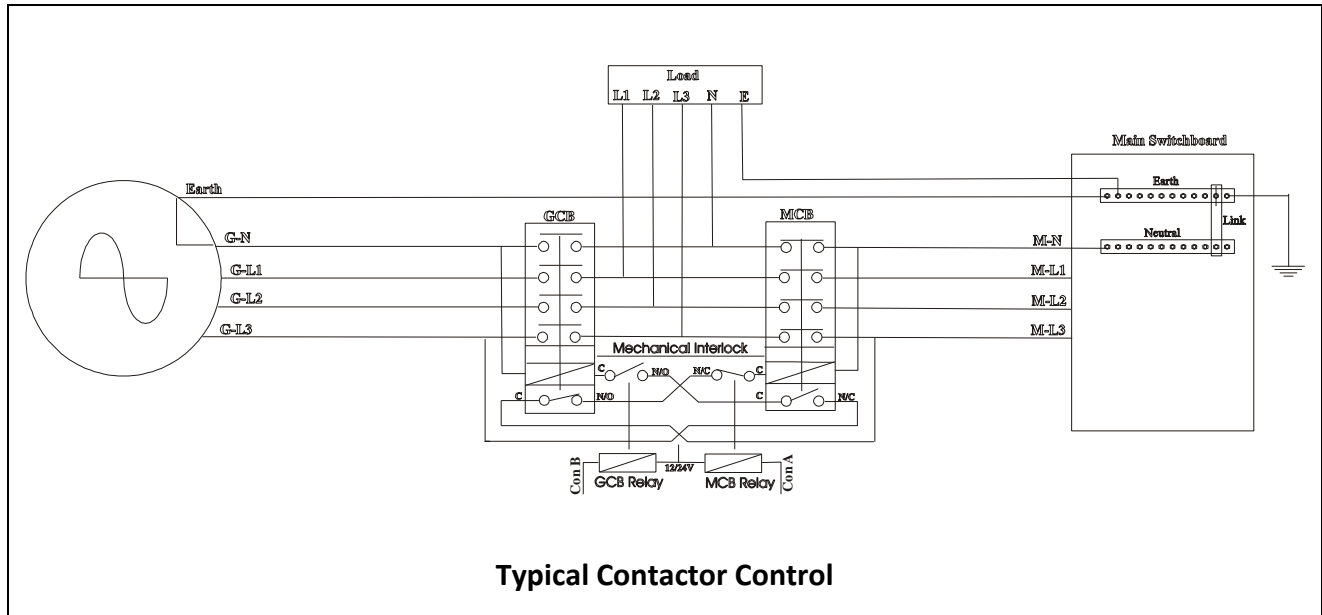 Load
L1 L2 L3 N E
Main Switchboard
Earth
Earth
Link
GCB
MCB
Neutral
G-N
M-N
G-L1
M-L1
G-L2
M-L2
G-L3
M-L3
Mechanical Interlock
C N/O N/C C
C N/O C N/C
Con B
12/24V
Con A
GCB Relay
MCB Relay
Typical Contactor Control